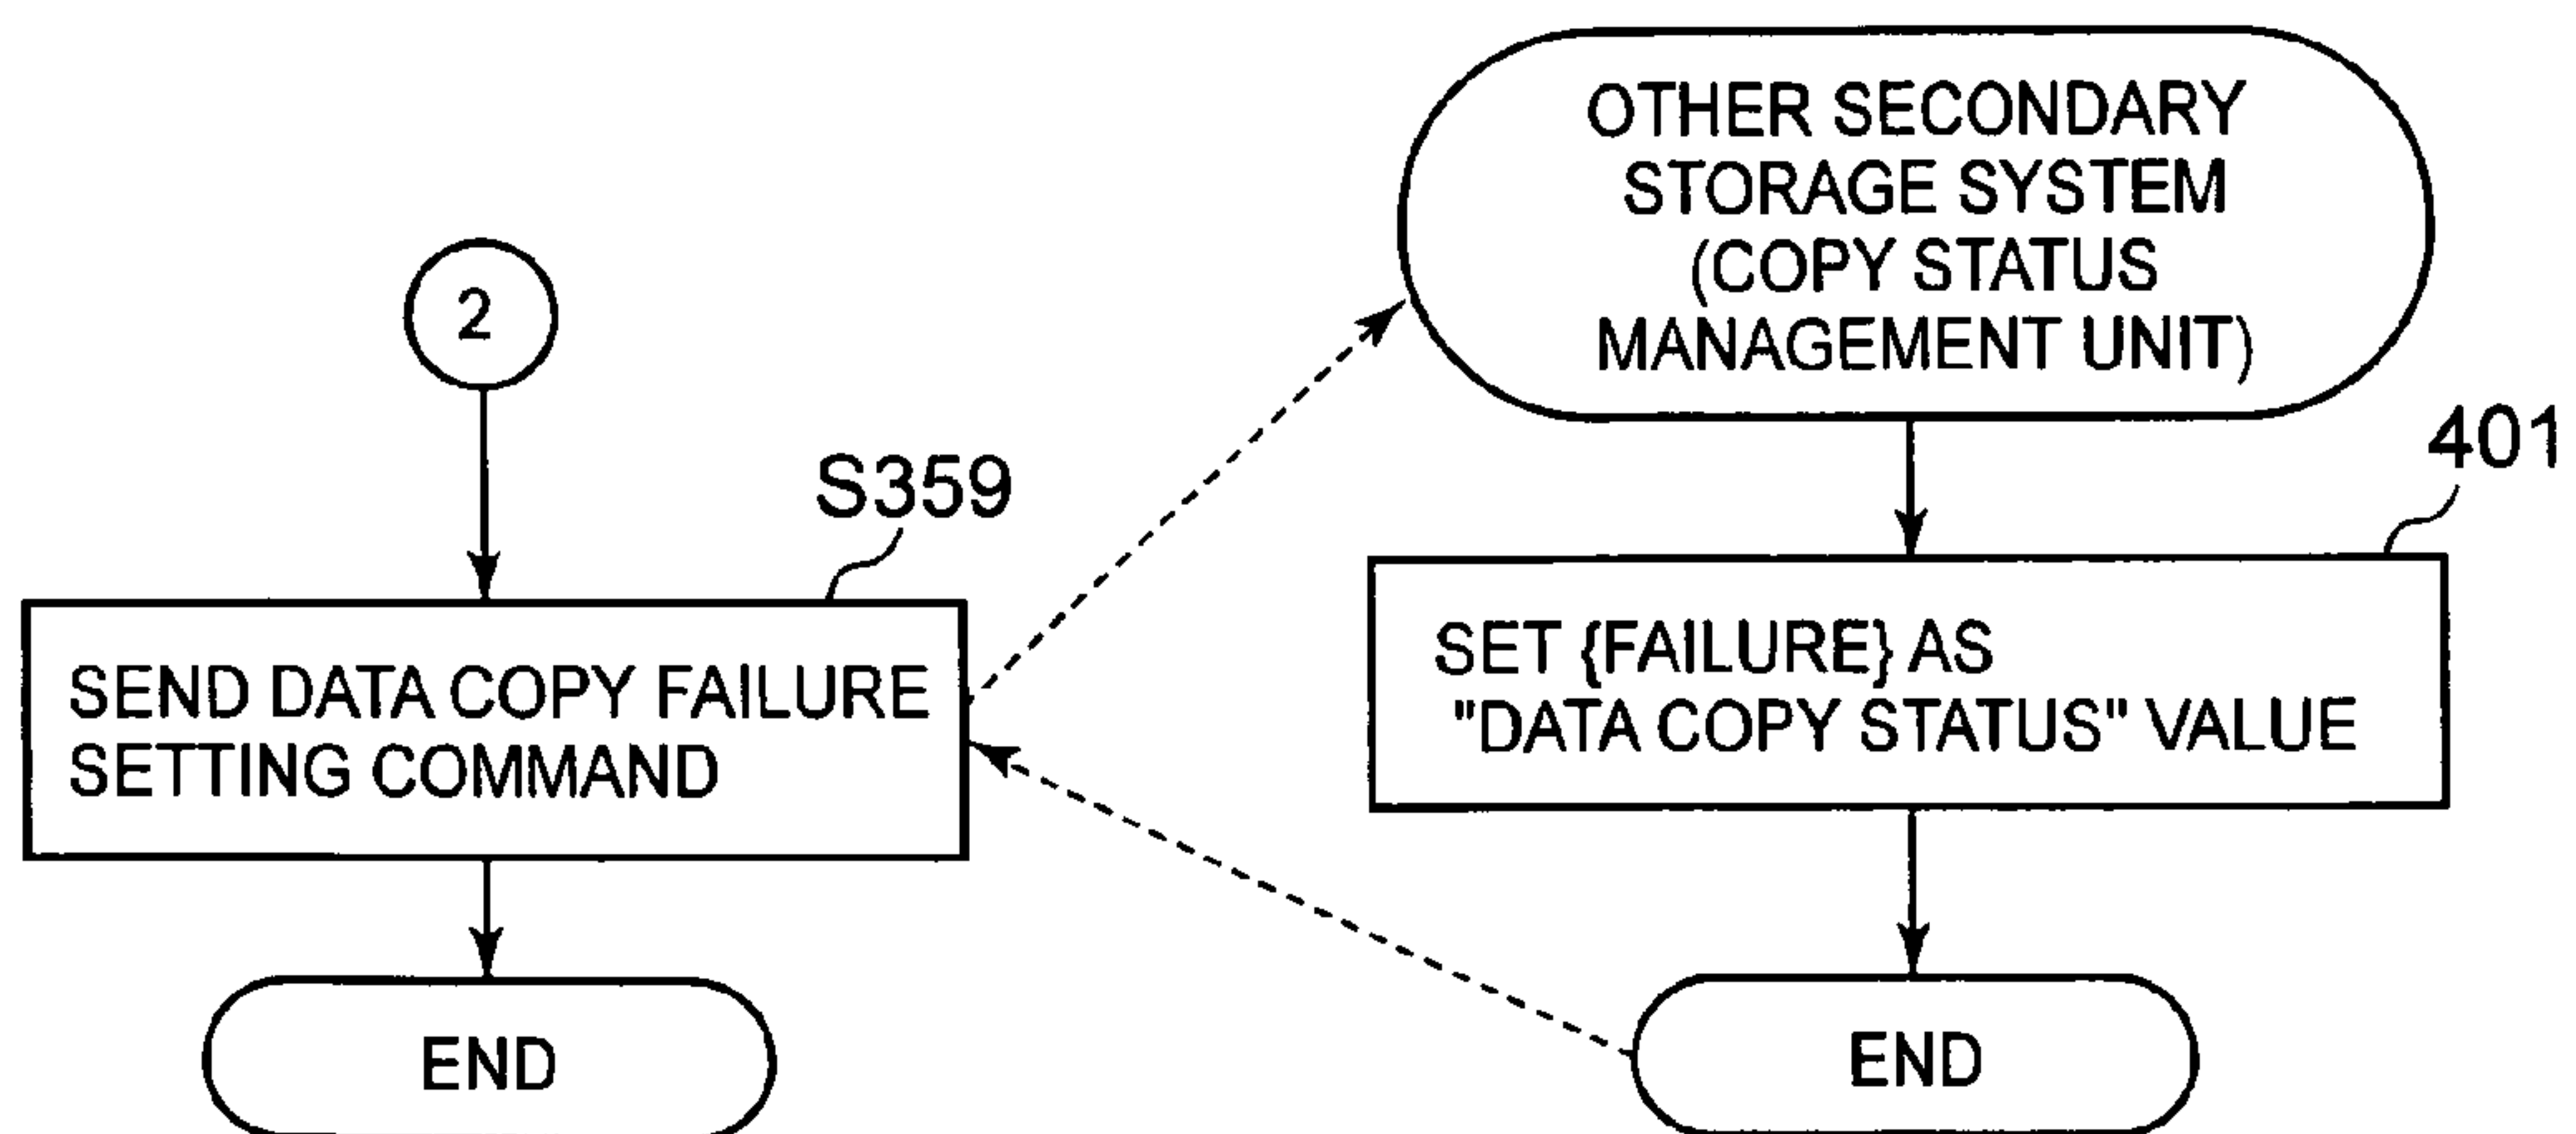 2
S359
SEND DATA COPY FAILURE
SETTING COMMAND
END
OTHER SECONDARY
STORAGE SYSTEM
(COPY STATUS
MANAGEMENT UNIT)
401
SET {FAILURE} AS
"DATA COPY STATUS" VALUE
END